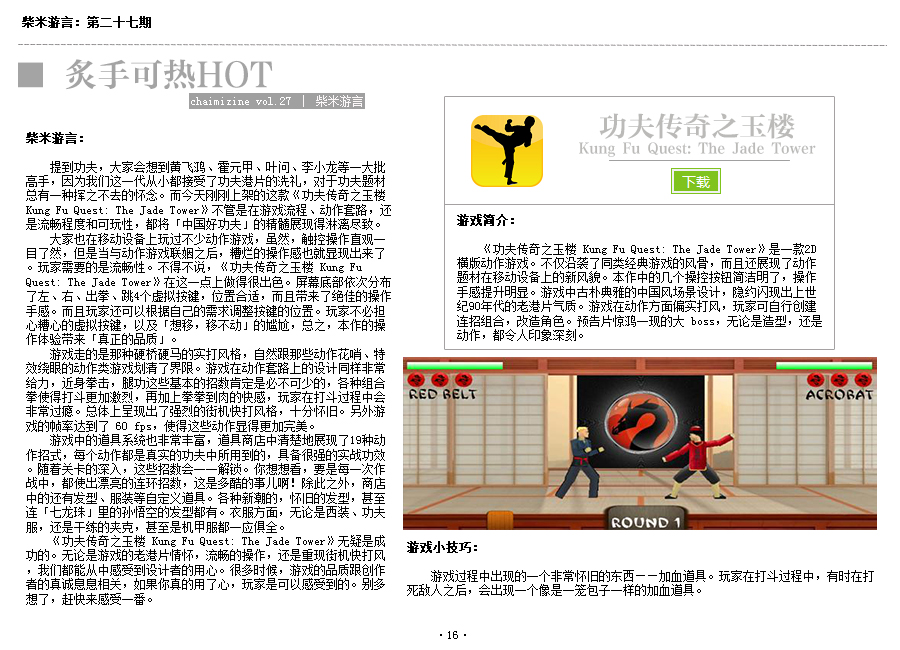 柴米游言：第二十七期
炙手可热HOT
chaimizine vol.27 | 柴米游言
柴米游言：
提到功夫，大家会想到黄飞鸿、霍元甲、叶问、李小龙等一大批
高手，因为我们这一代从小都接受了功夫港片的洗礼，对于功夫题材
总有一种挥之不去的怀念。而今天刚刚上架的这款《功夫传奇之玉楼
Kung Fu Quest: The Jade Tower》不管是在游戏流程、动作套路，还
是流畅程度和可玩性，都将「中国好功夫」的精髓展现得淋漓尽致。
大家也在移动设备上玩过不少动作游戏，虽然，触控操作直观一
目了然，但是当与动作游戏联姻之后，糟烂的操作感也就显现出来了
。玩家需要的是流畅性。不得不说，《功夫传奇之玉楼 Kung Fu
Quest: The Jade Tower》在这一点上做得很出色。屏幕底部依次分布
了左、右、出拳、跳4个虚拟按键，位置合适，而且带来了绝佳的操作
手感。而且玩家还可以根据自己的需求调整按键的位置。玩家不必担
心糟心的虚拟按键，以及「想移，移不动」的尴尬，总之，本作的操
作体验带来「真正的品质」。
游戏走的是那种硬桥硬马的实打风格，自然跟那些动作花哨、特
效绕眼的动作类游戏划清了界限。游戏在动作套路上的设计同样非常
给力，近身拳击，腿功这些基本的招数肯定是必不可少的，各种组合
拳使得打斗更加激烈，再加上拳拳到肉的快感，玩家在打斗过程中会
非常过瘾。总体上呈现出了强烈的街机快打风格，十分怀旧。另外游
戏的帧率达到了 60 fps，使得这些动作显得更加完美。
游戏中的道具系统也非常丰富，道具商店中清楚地展现了19种动
作招式，每个动作都是真实的功夫中所用到的，具备很强的实战功效
。随着关卡的深入，这些招数会一一解锁。你想想看，要是每一次作
战中，都使出漂亮的连环招数，这是多酷的事儿啊！除此之外，商店
中的还有发型、服装等自定义道具。各种新潮的，怀旧的发型，甚至
连「七龙珠」里的孙悟空的发型都有。衣服方面，无论是西装、功夫
服，还是干练的夹克，甚至是机甲服都一应俱全。
《功夫传奇之玉楼 Kung Fu Quest: The Jade Tower》无疑是成
功的。无论是游戏的老港片情怀，流畅的操作，还是重现街机快打风
，我们都能从中感受到设计者的用心。很多时候，游戏的品质跟创作
者的真诚息息相关，如果你真的用了心，玩家是可以感受到的。别多
想了，赶快来感受一番。
功夫传奇之玉楼
Kung Fu Quest: The Jade Tower
下载
游戏简介：
《功夫传奇之玉楼 Kung Fu Quest: The Jade Tower》是一款2D
横版动作游戏。不仅沿袭了同类经典游戏的风骨，而且还展现了动作
题材在移动设备上的新风貌。本作中的几个操控按钮简洁明了，操作
手感提升明显。游戏中古朴典雅的中国风场景设计，隐约闪现出上世
纪90年代的老港片气质。游戏在动作方面偏实打风，玩家可自行创建
连招组合，改造角色。预告片惊鸿一现的大 boss，无论是造型，还是
动作，都令人印象深刻。
RED BELT
ACROBAT
ROUND 1
游戏小技巧：
游戏过程中出现的一个非常怀旧的东西——加血道具。玩家在打斗过程中，有时在打
死敌人之后，会出现一个像是一笼包子一样的加血道具。
·16·